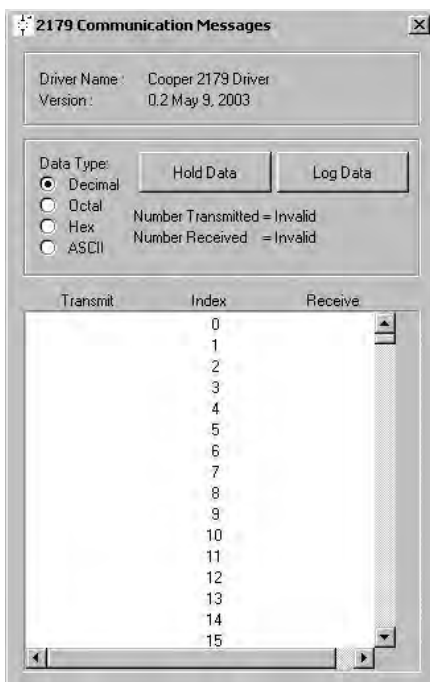 2179 Communication Messages
Driver Name : Cooper 2179 Driver
Version : 0.2 May 9, 2003
Data Type:
Decimal
Octal
Hex
ASCII
Hold Data
Log Data
Number Transmitted = Invalid
Number Received = Invalid
Transmit Index Receive
0
1
2
3
4
5
6
7
8
9
10
11
12
13
14
15